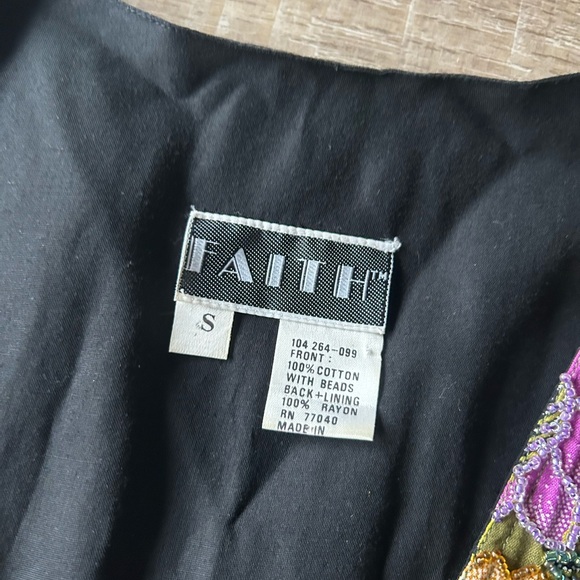 FAITH™
S
104 264-099
FRONT :
100% COTTON
WITH BEADS
BACK+LINING
100% RAYON
RN 77040
MADE IN